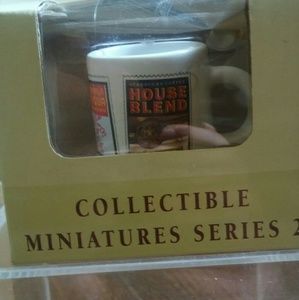 HOUSE
BLEND
COLLECTIBLE
MINIATURES SERIES 2